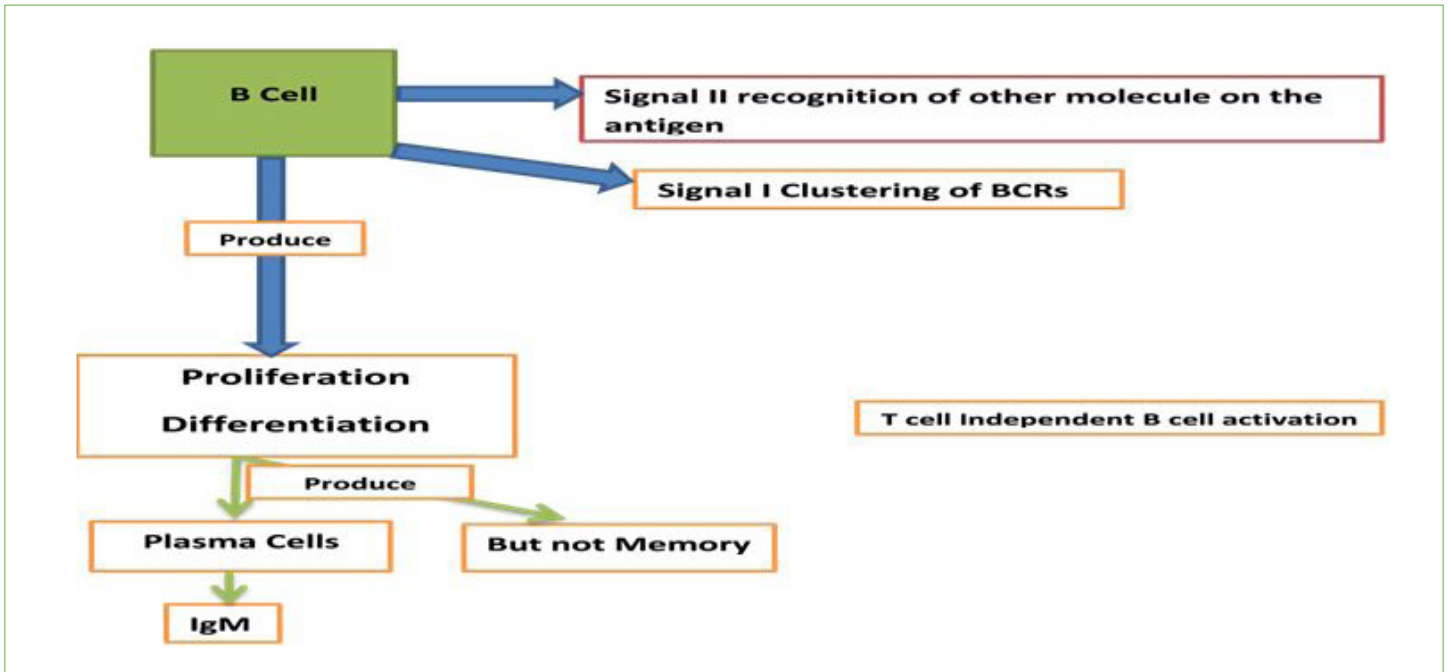 B Cell
Signal II recognition of other molecule on the
antigen
Signal I Clustering of BCRs
Produce
Proliferation
Differentiation
T cell Independent B cell activation
Produce
Plasma Cells
But not Memory
IgM